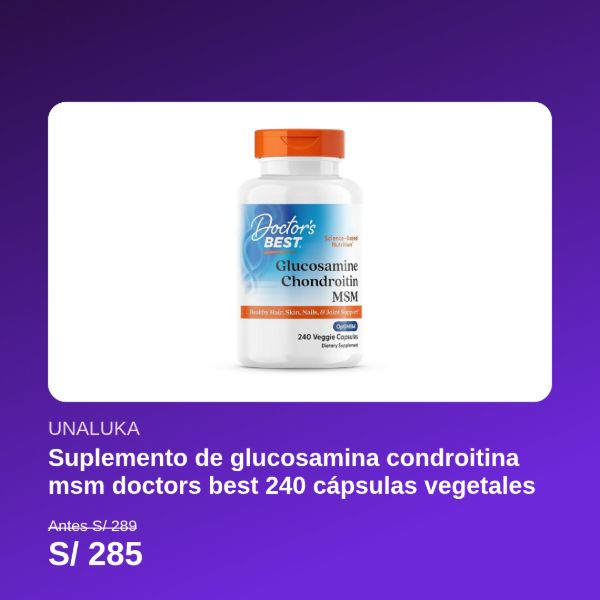 Doctor's
BEST
Science-Based
Nutrition
Glucosamine
Chondroitin
MSM
Healthy Hair, Skin, Nails, & Joint Support
OptiMSM
240 Veggie Capsules
Dietary Supplement
UNALUKA
Suplemento de glucosamina condroitina
msm doctors best 240 cápsulas vegetales
Antes S/ 289
S/ 285